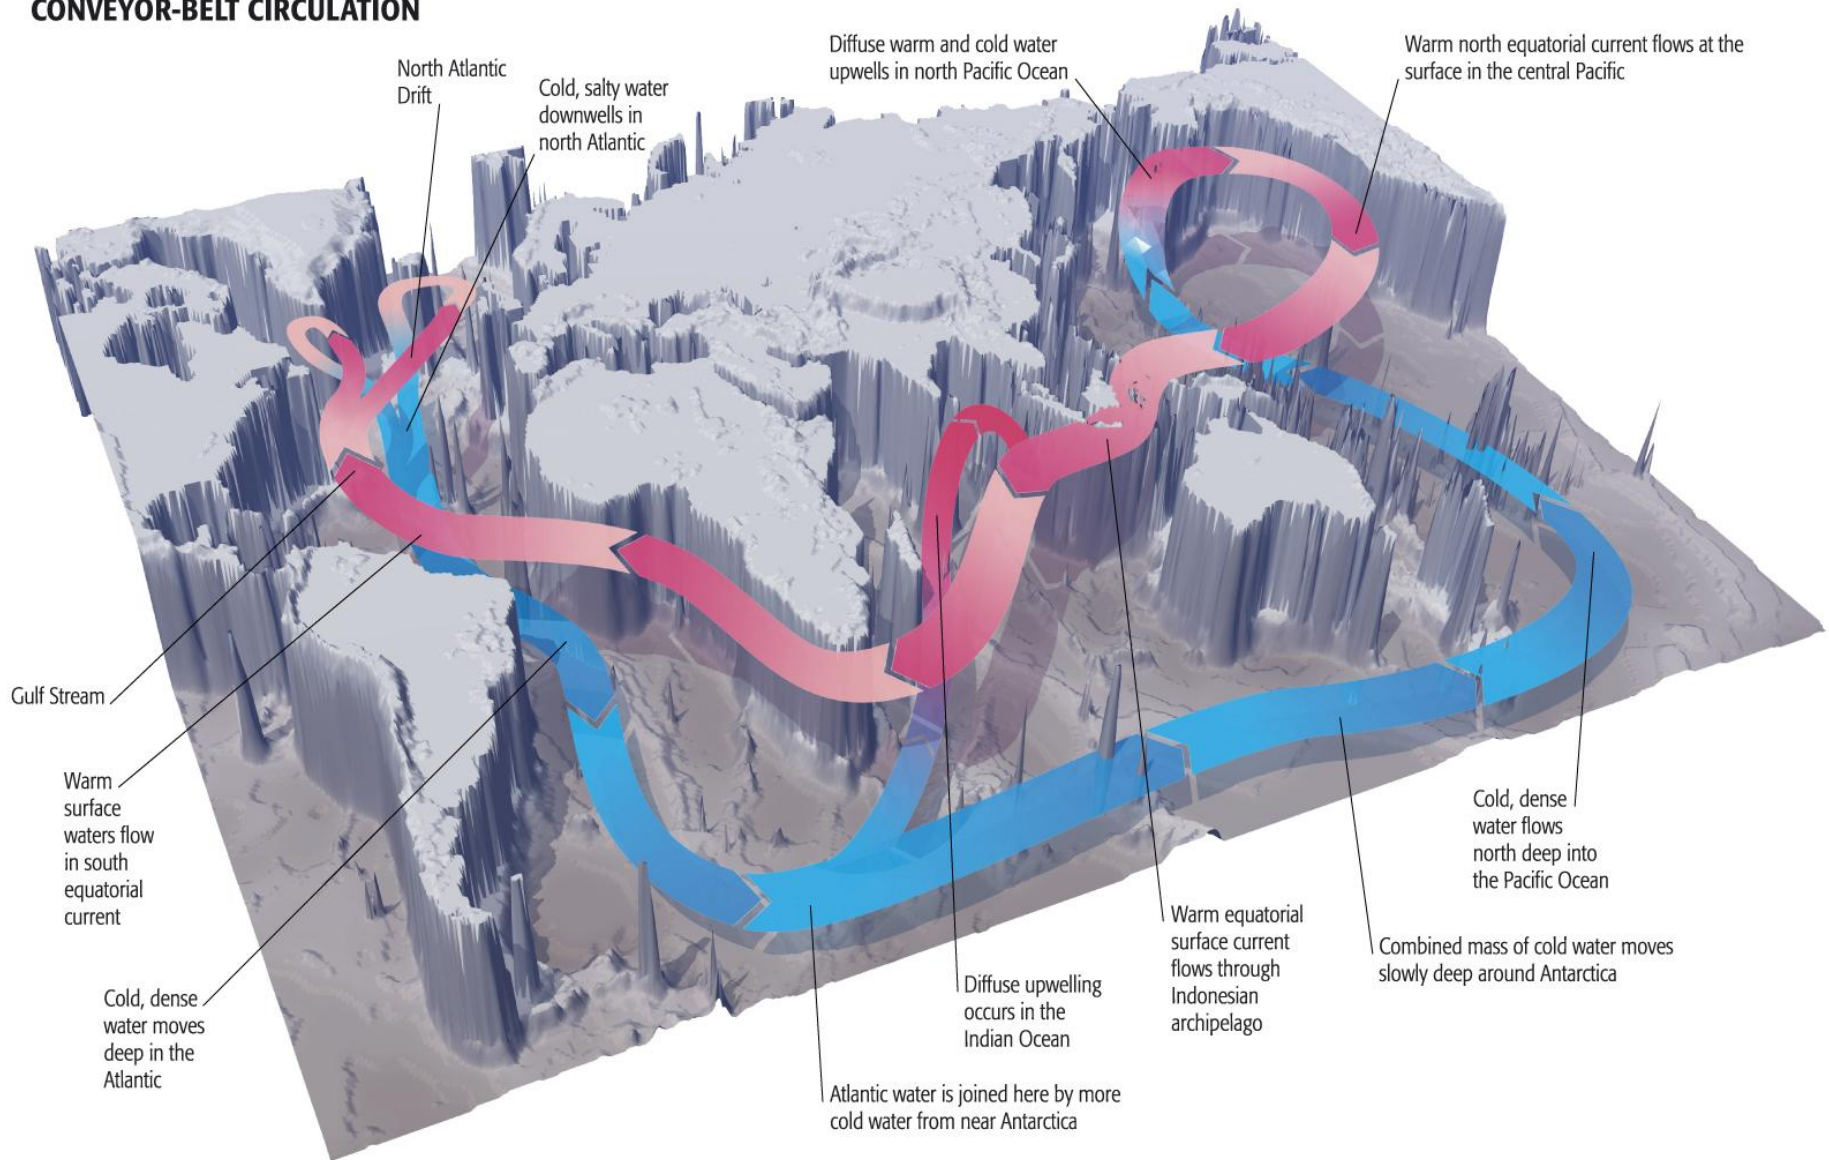 CONVEYOR-BELT CIRCULATION
North Atlantic
Drift
Cold, salty water
downwells in
north Atlantic
Diffuse warm and cold water
upwells in north Pacific Ocean
Warm north equatorial current flows at the
surface in the central Pacific
Gulf Stream
Warm
surface
waters flow
in south
equatorial
current
Cold, dense
water moves
deep in the
Atlantic
Atlantic water is joined here by more
cold water from near Antarctica
Diffuse upwelling
occurs in the
Indian Ocean
Warm equatorial
surface current
flows through
Indonesian
archipelago
Combined mass of cold water moves
slowly deep around Antarctica
Cold, dense
water flows
north deep into
the Pacific Ocean